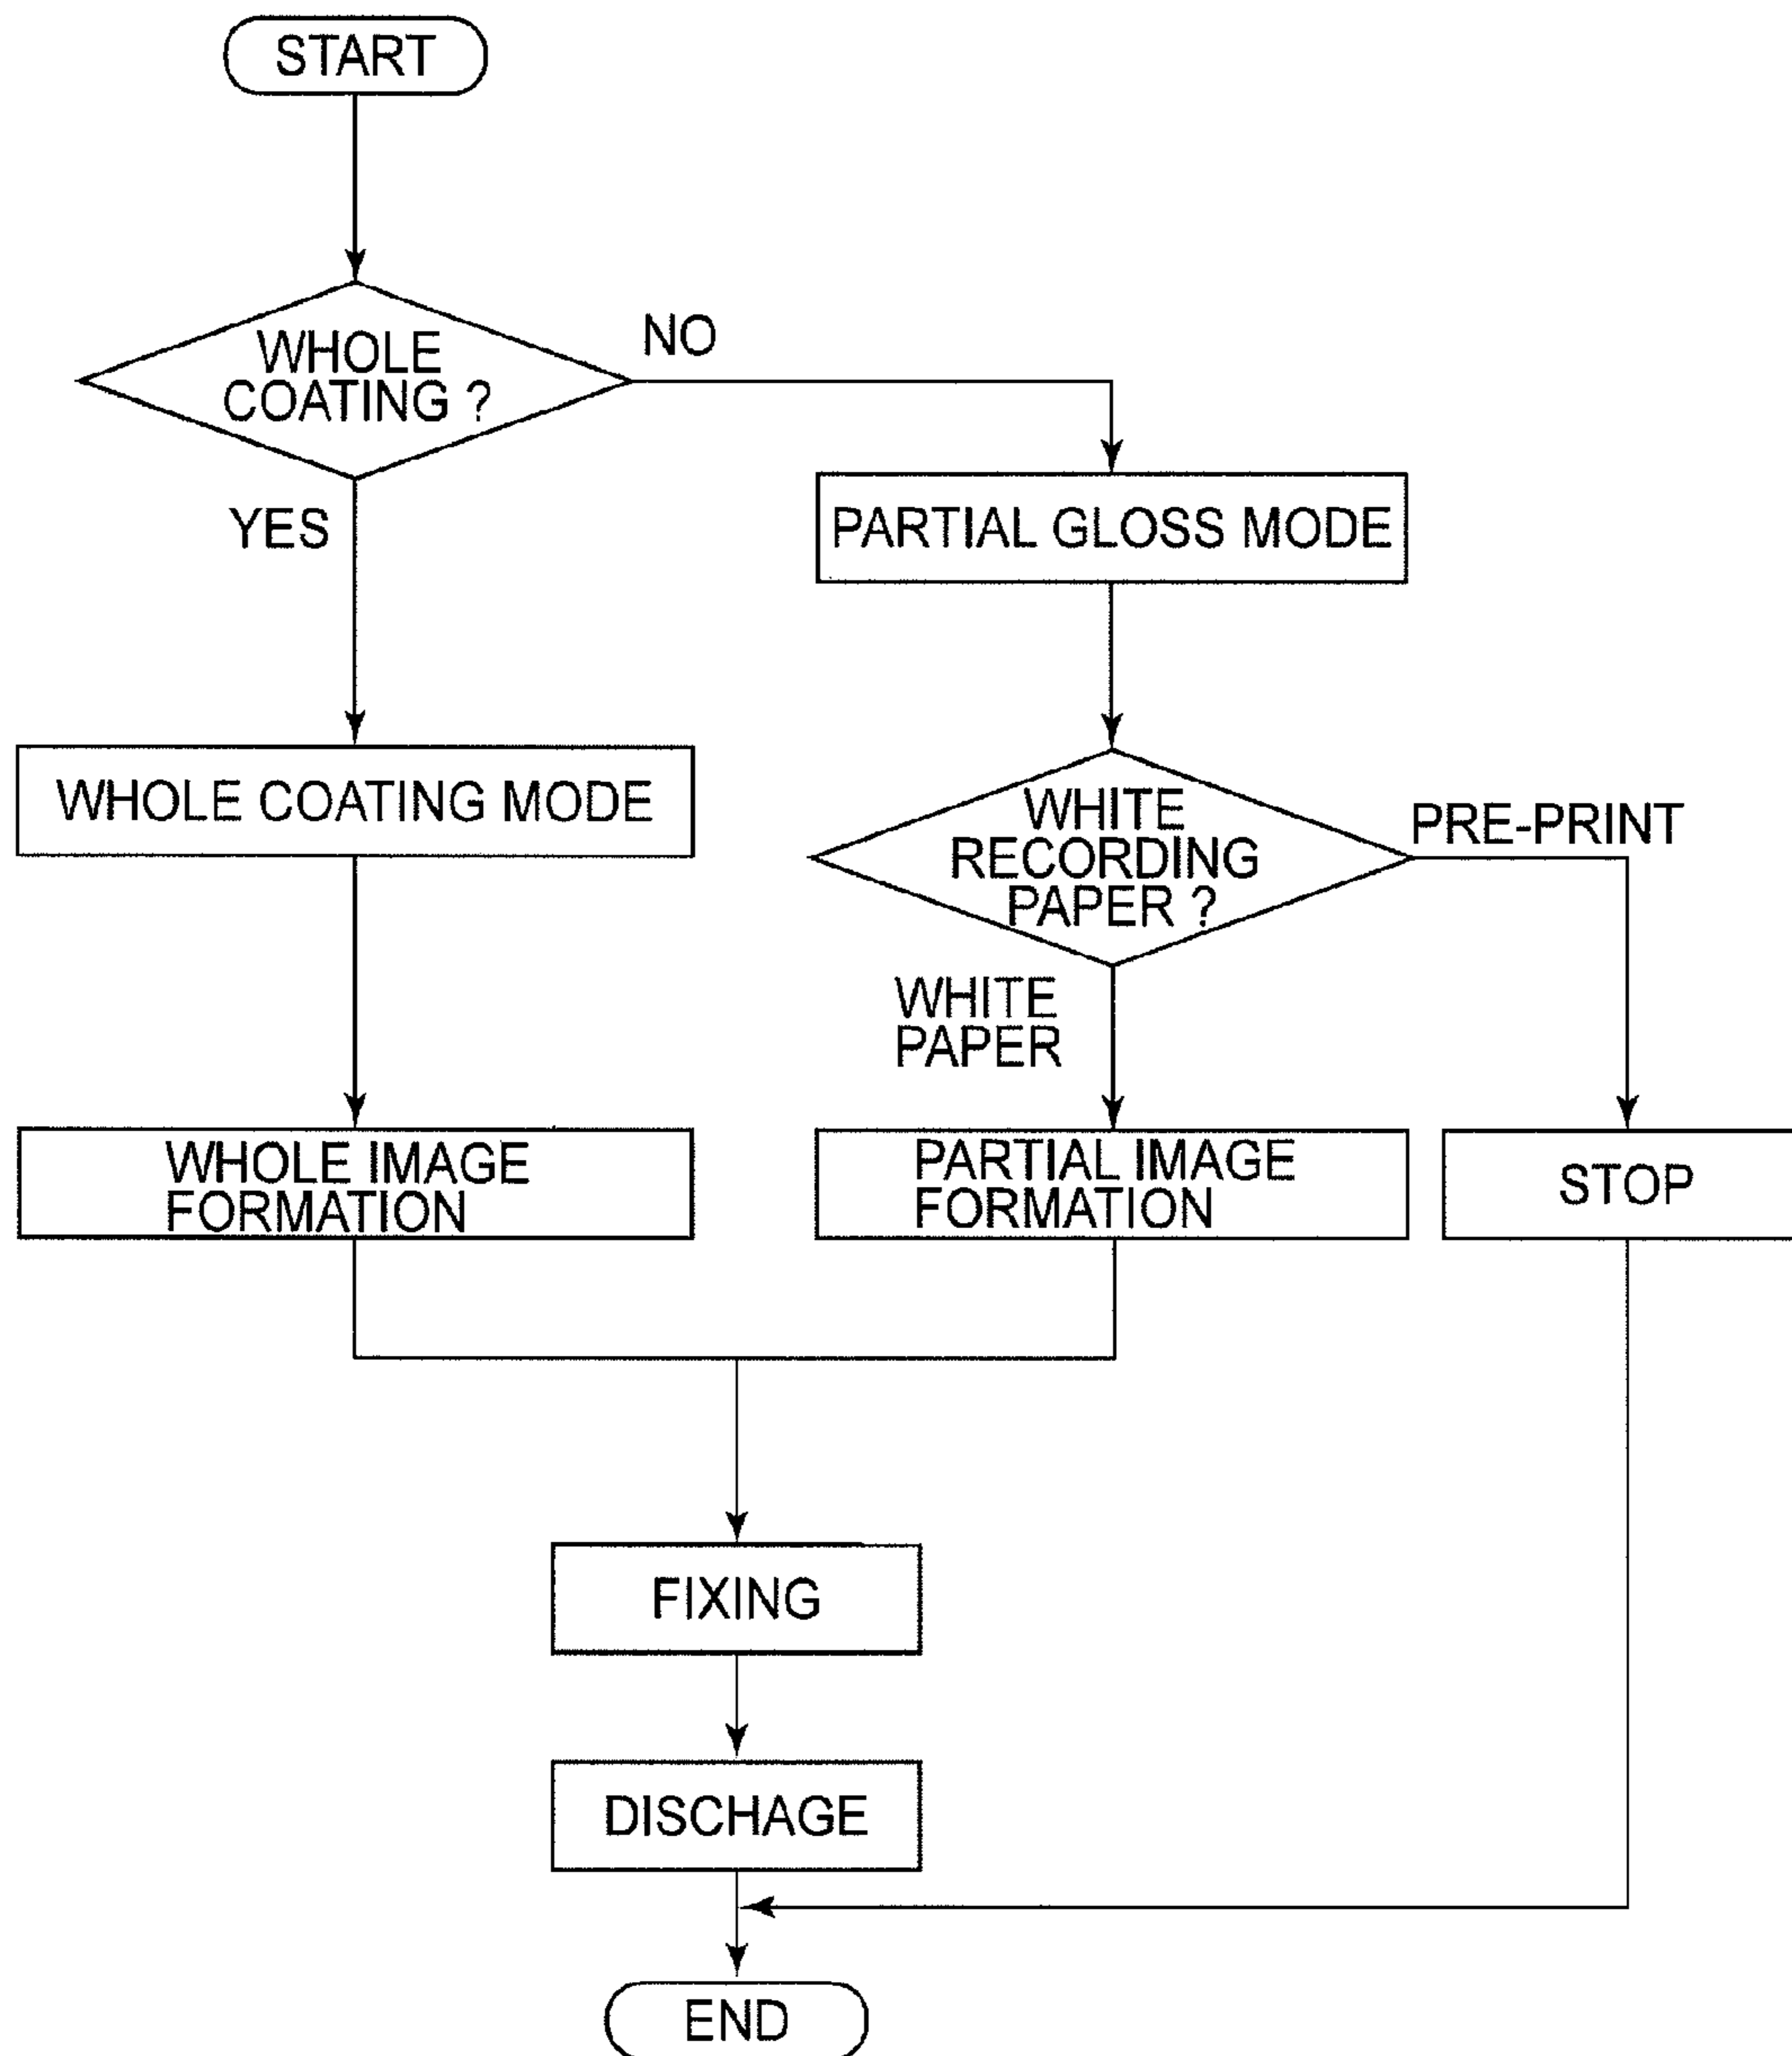 START
WHOLE
COATING ?
NO
YES
PARTIAL GLOSS MODE
WHOLE COATING MODE
WHITE
RECORDING
PAPER ?
PRE-PRINT
WHITE
PAPER
WHOLE IMAGE
FORMATION
PARTIAL IMAGE
FORMATION
STOP
FIXING
DISCHAGE
END